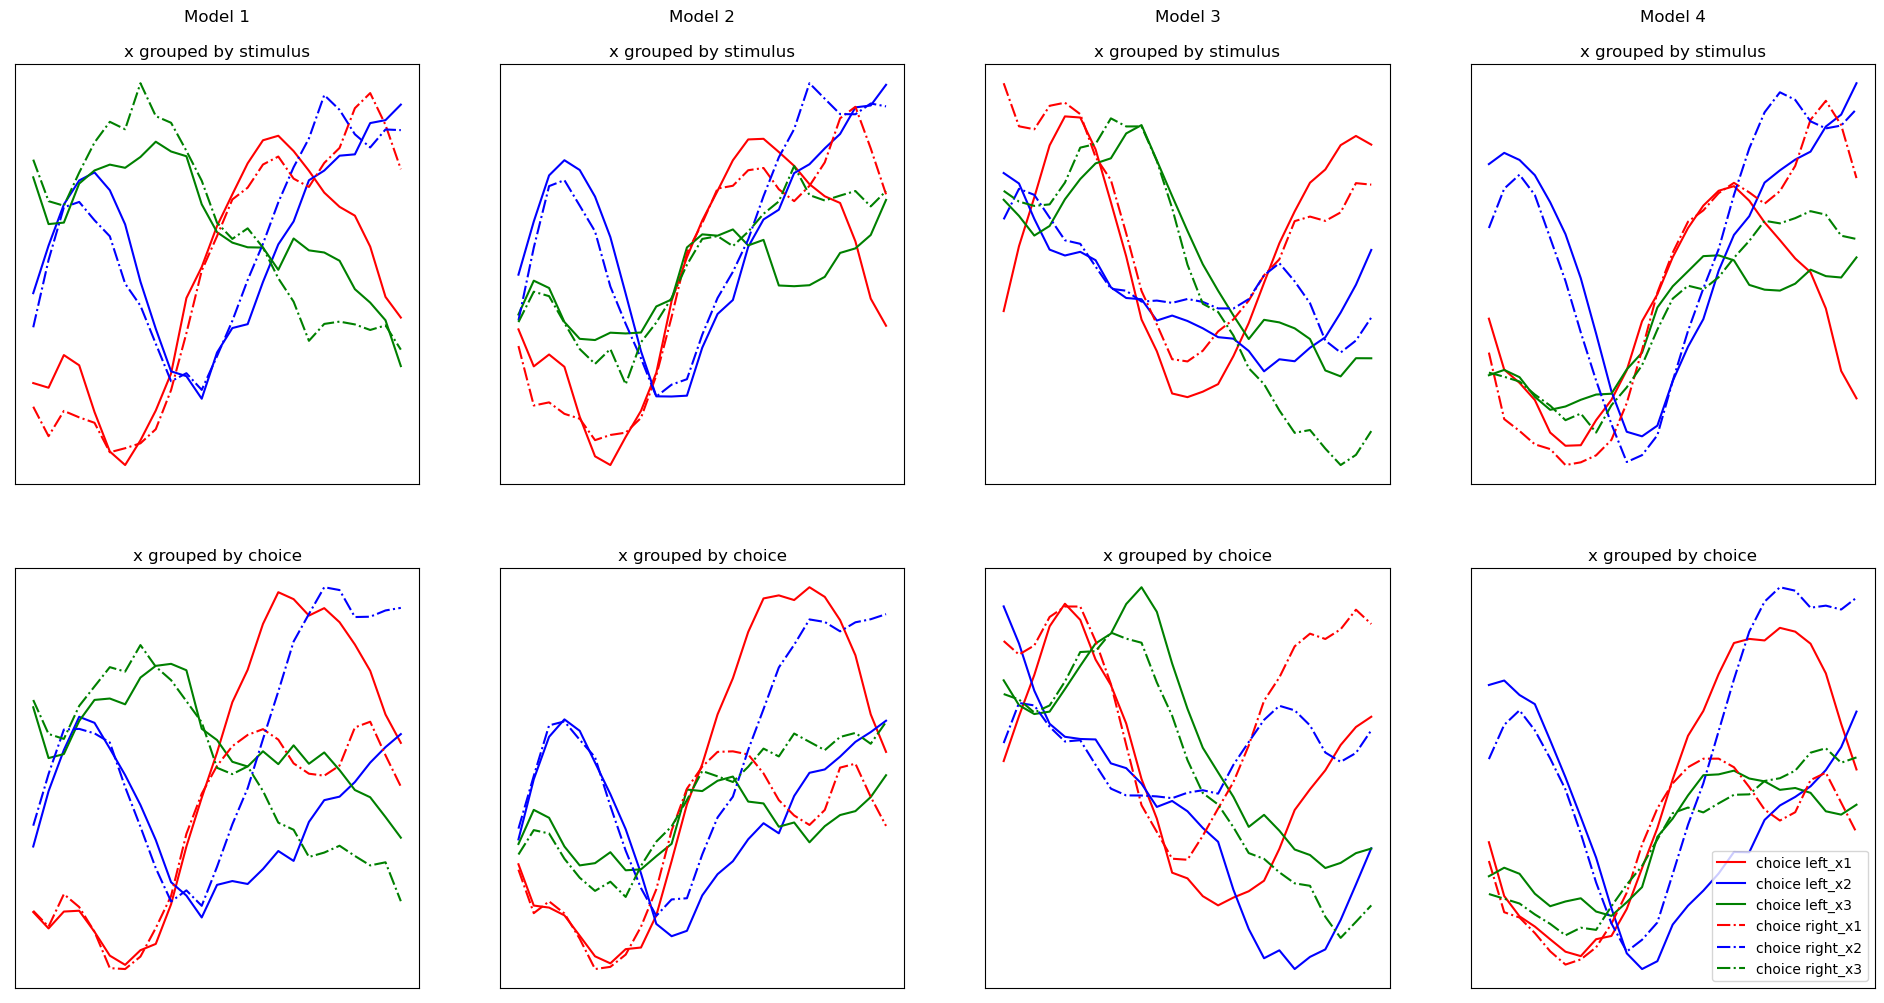 Model 1
Model 2
Model 3
Model 4
x grouped by stimulus
x grouped by stimulus
x grouped by stimulus
x grouped by stimulus
x grouped by choice
x grouped by choice
x grouped by choice
x grouped by choice
choice left_x1
choice left_x2
choice left_x3
choice right_x1
choice right_x2
choice right_x3